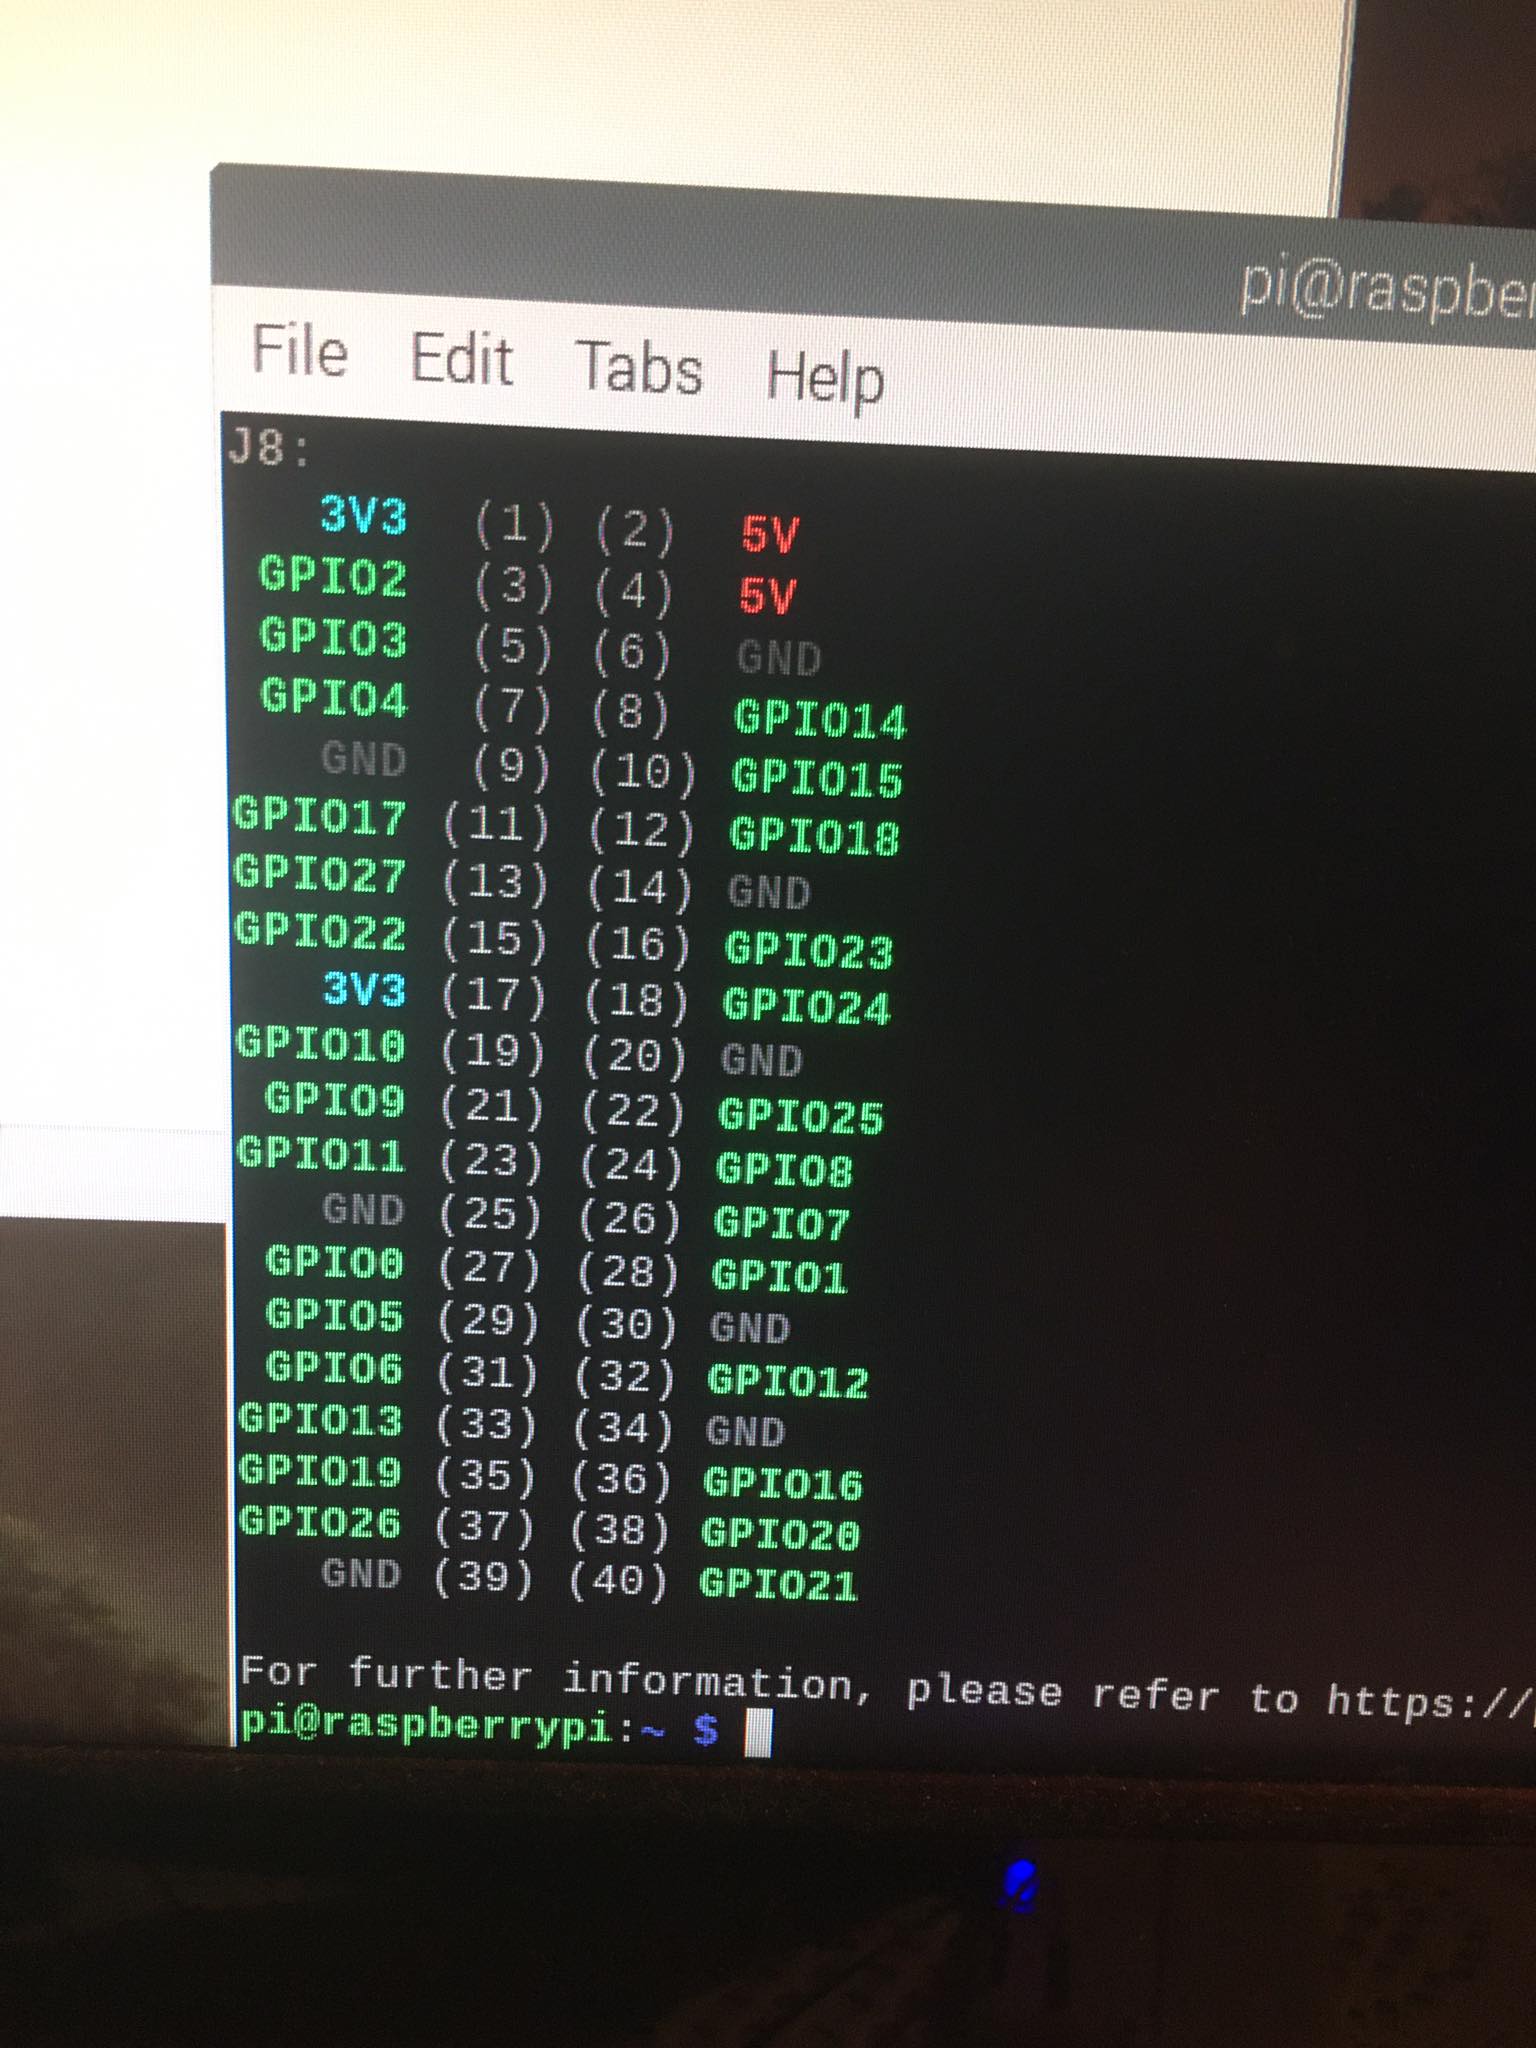 pi@raspber
File Edit Tabs Help
J8:
3V3 (1) (2) 5V
GPIO2 (3) (4) 5V
GPIO3 (5) (6) GND
GPIO4 (7) (8) GPIO14
GND (9) (10) GPIO15
GPIO17 (11) (12) GPIO18
GPIO27 (13) (14) GND
GPIO22 (15) (16) GPIO23
3V3 (17) (18) GPIO24
GPIO10 (19) (20) GND
GPIO9 (21) (22) GPIO25
GPIO11 (23) (24) GPIO8
GND (25) (26) GPIO7
GPIO0 (27) (28) GPIO1
GPIO5 (29) (30) GND
GPIO6 (31) (32) GPIO12
GPIO13 (33) (34) GND
GPIO19 (35) (36) GPIO16
GPIO26 (37) (38) GPIO20
GND (39) (40) GPIO21
For further information, please refer to https://
pi@raspberrypi:~ $